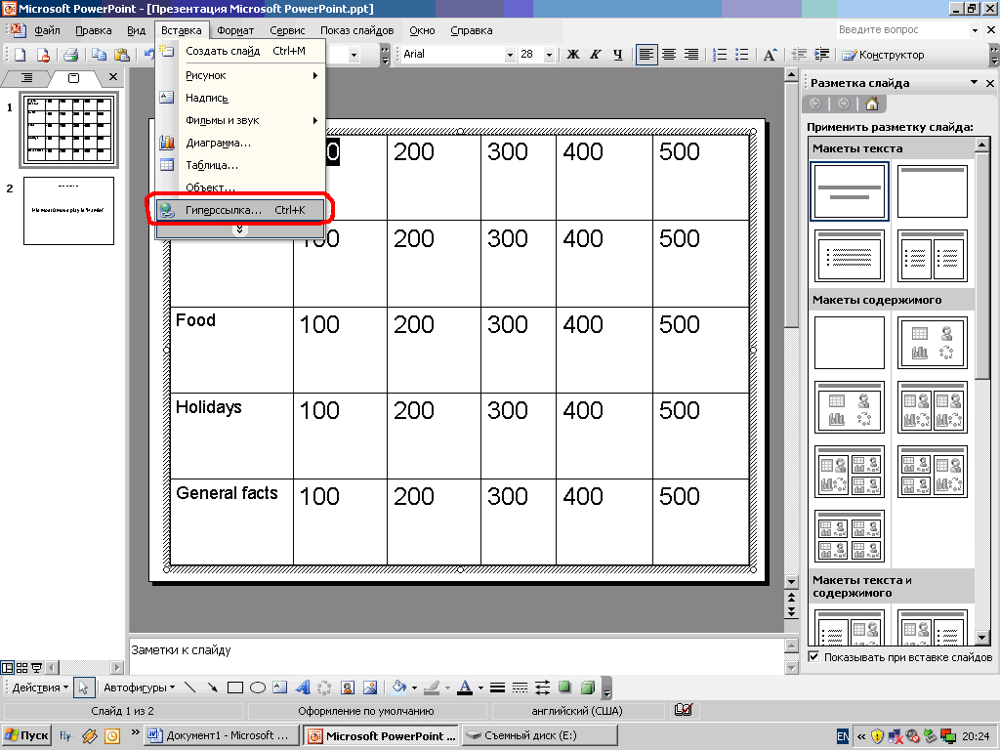 Microsoft PowerPoint - [Презентация Microsoft PowerPoint.ppt]
Файл Правка Вид Вставка Формат Сервис Показ слайдов Окно Справка Введите вопрос
Arial 28 Ж К Ч Конструктор
Создать слайд Ctrl+M
Рисунок
Надпись
Фильмы и звук
Диаграмма...
Таблица...
Объект...
Гиперссылка... Ctrl+K
1
2
0 200 300 400 500
100 200 300 400 500
Food 100 200 300 400 500
Holidays 100 200 300 400 500
General facts 100 200 300 400 500
Разметка слайда
Применить разметку слайда:
Макеты текста
Макеты содержимого
Макеты текста и
содержимого
Показывать при вставке слайдов
Заметки к слайду
Действия Автофигуры
Слайд 1 из 2 Оформление по умолчанию английский (США)
Пуск fly Документ1 - Microsoft ... Microsoft PowerPoint ... Съемный диск (E:) EN 20:24